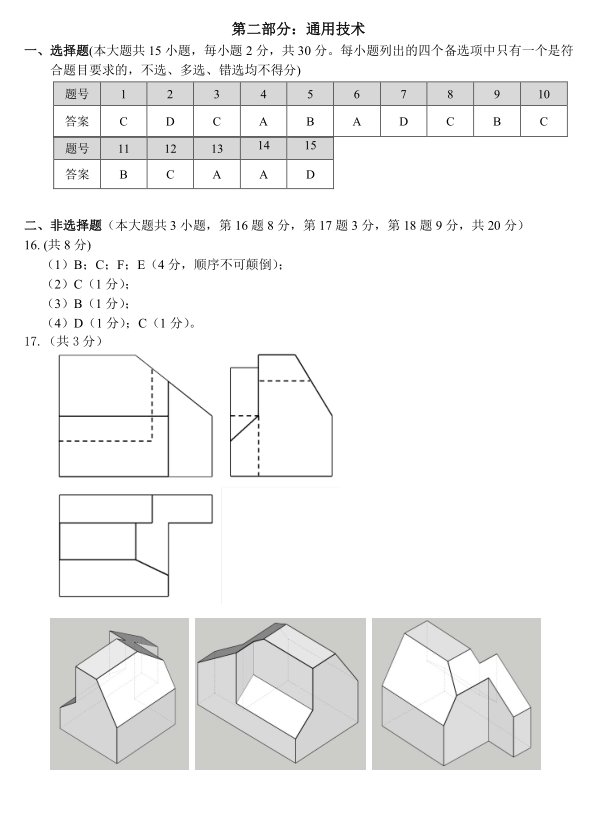 第二部分：通用技术
一、选择题(本大题共 15 小题，每小题 2 分，共 30 分。每小题列出的四个备选项中只有一个是符
合题目要求的，不选、多选、错选均不得分)
题号 1 2 3 4 5 6 7 8 9 10
答案 C D C A B A D C B C
题号 11 12 13 14 15
答案 B C A A D
二、非选择题（本大题共 3 小题，第 16 题 8 分，第 17 题 3 分，第 18 题 9 分，共 20 分）
16. (共 8 分)
（1）B；C；F；E（4 分，顺序不可颠倒）；
（2）C（1 分）；
（3）B（1 分）；
（4）D（1 分）；C（1 分）。
17. （共 3 分）